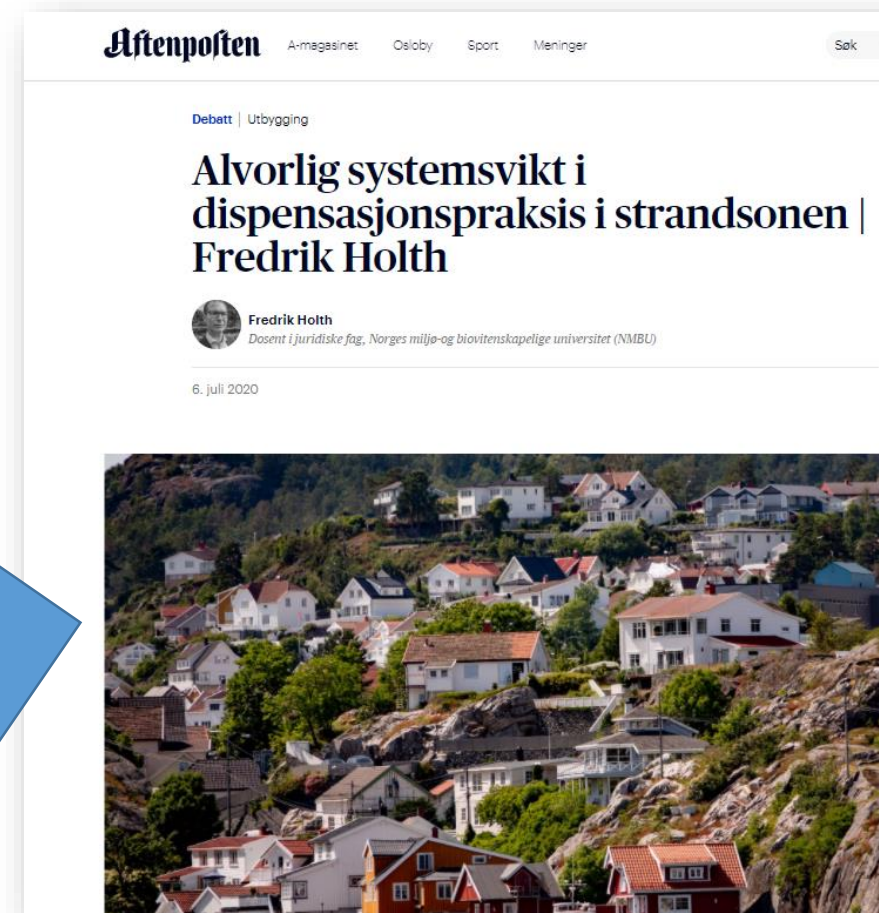 Aftenposten A-magasinet Osloby Sport Meninger Søk
Debatt | Utbygging
Alvorlig systemsvikt i
dispensasjonspraksis i strandsonen |
Fredrik Holth
Fredrik Holth
Dosent i juridiske fag, Norges miljø-og biovitenskapelige universitet (NMBU)
6. juli 2020